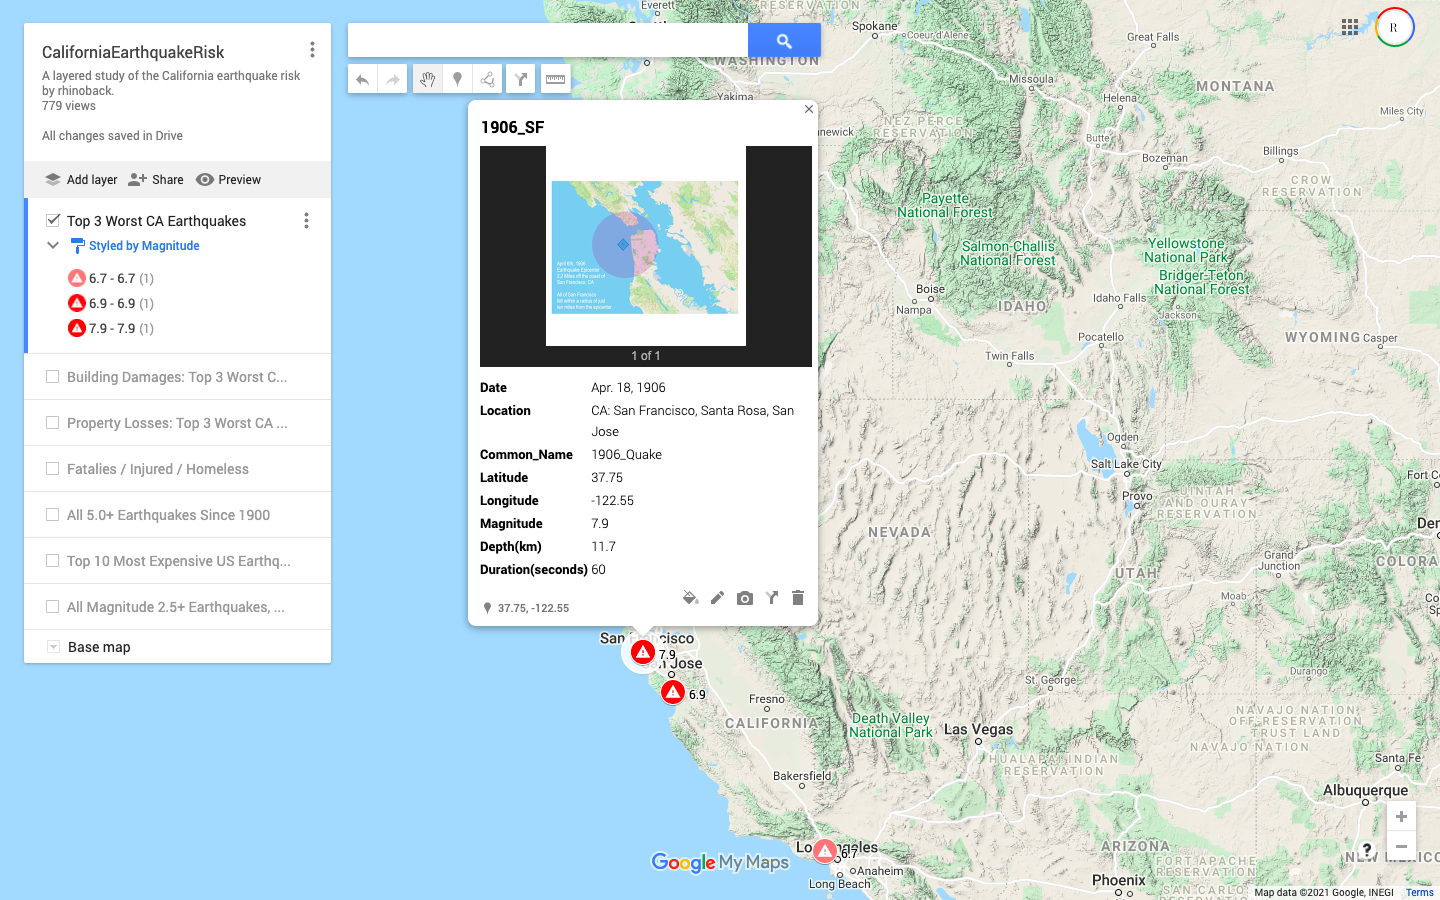 CaliforniaEarthquakeRisk
A layered study of the California earthquake risk
by rhinoback.
779 views
All changes saved in Drive
Add layer
Share
Preview
Top 3 Worst CA Earthquakes
Styled by Magnitude
6.7 - 6.7 (1)
6.9 - 6.9 (1)
7.9 - 7.9 (1)
Building Damages: Top 3 Worst C...
Property Losses: Top 3 Worst CA ...
Fatalies / Injured / Homeless
All 5.0+ Earthquakes Since 1900
Top 10 Most Expensive US Earthq...
All Magnitude 2.5+ Earthquakes, ...
Base map
R
1906_SF
1 of 1
Date Apr. 18, 1906
Location CA: San Francisco, Santa Rosa, San
Jose
Common_Name 1906_Quake
Latitude 37.75
Longitude -122.55
Magnitude 7.9
Depth(km) 11.7
Duration(seconds) 60
37.75, -122.55
Everett
Spokane
Coeur d'Alene
RESERVATION
Great Falls
WASHINGTON
Yakima
Missoula
Helena
MONTANA
Miles City
NEZ PERCE
RESERVATION
Butte
Bozeman
Billings
CROW
RESERVATION
Payette
National Forest
Salmon-Challis
National Forest
Yellowstone
National Park
Bridger-Teton
National Forest
Boise
Nampa
IDAHO
Idaho Falls
Jackson
Pocatello
WYOMING
Casper
Twin Falls
Ogden
Salt Lake City
Provo
UINTAH
AND OURAY
RESERVATION
NEVADA
Grand
Junction
UTAH
San Francisco
7.9
San Jose
6.9
Fresno
CALIFORNIA
Death Valley
National Park
Las Vegas
St. George
Durango
NAVAJO NATION
OFF-RESERVATION
TRUST LAND
NAVAJO NATION
HUALAPAI INDIAN
RESERVATION
Santa Fe
Albuquerque
Bakersfield
Los Angeles
6.7
Anaheim
Long Beach
ARIZONA
FORT APACHE
RESERVATION
Phoenix
SAN CARLOS
RESERVATION
NEW MEXICO
+
−
?
Google My Maps
Map data ©2021 Google, INEGI
Terms